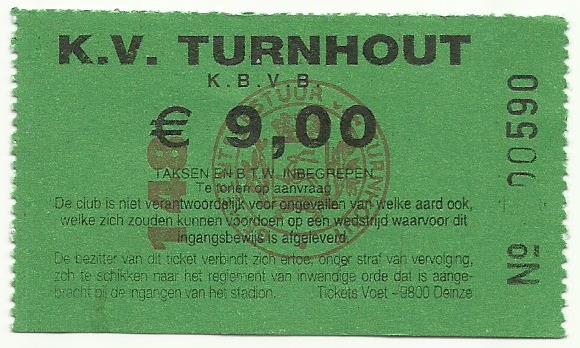 K.V. TURNHOUT
K.B.V.B.
€ 9,00
TAKSEN EN B.T.W. INBEGREPEN
Te tonen op aanvraag
De club is niet verantwoordelijk voor ongevallen van welke aard ook,
welke zich zouden kunnen voordoen op een wedstrijd waarvoor dit
ingangsbewijs is afgeleverd.
De bezitter van dit ticket verbindt zich ertoe, onder straf van vervolging,
zch te schikken naar het reglement van inwendige orde dat is aange-
bracht bij de ingangen van het stadion. Tickets Voet - 9800 Deinze
148
Nº 00590